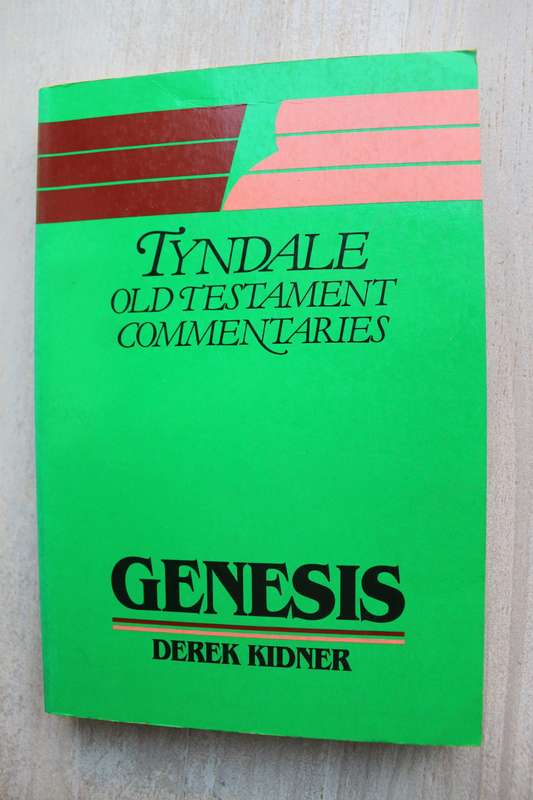 TYNDALE
OLD TESTAMENT
COMMENTARIES
GENESIS
DEREK KIDNER